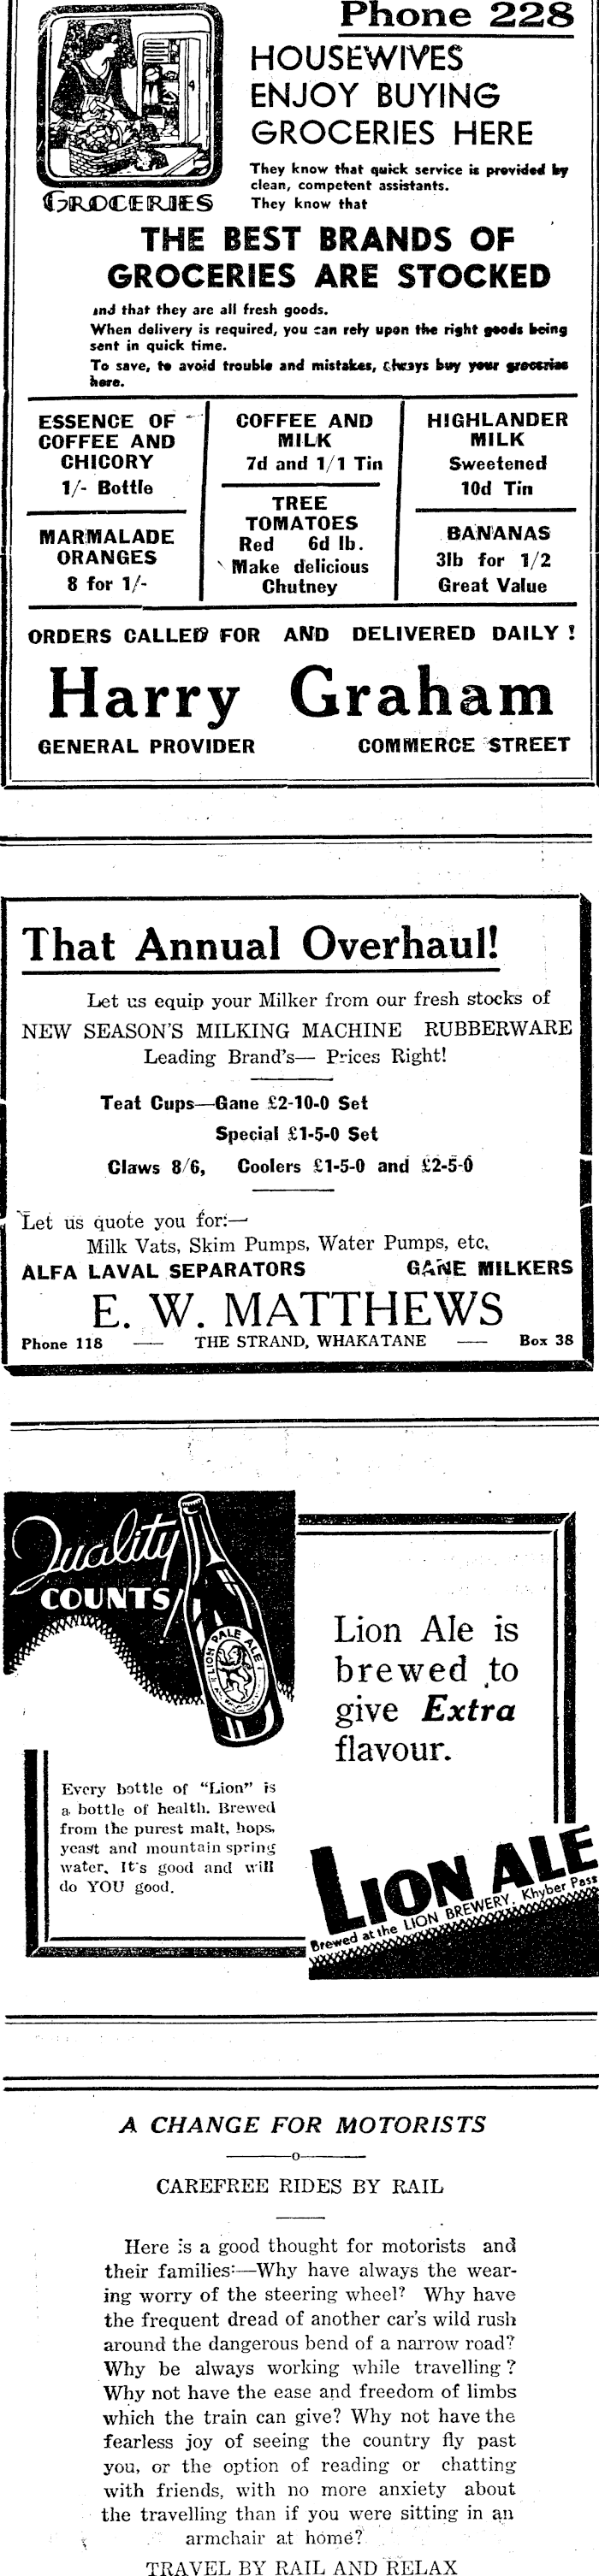 Phone 228
HOUSEWIVES
ENJOY BUYING
GROCERIES HERE
GROCERIES
They know that quick service is provided by
clean, competent assistants.
They know that
THE BEST BRANDS OF
GROCERIES ARE STOCKED
and that they are all fresh goods.
When delivery is required, you can rely upon the right goods being
sent in quick time.
To save, to avoid trouble and mistakes, always buy your groceries
here.
ESSENCE OF
COFFEE AND
CHICORY
1/- Bottle
MARMALADE
ORANGES
8 for 1/-
COFFEE AND
MILK
7d and 1/1 Tin
TREE
TOMATOES
Red 6d lb.
Make delicious
Chutney
HIGHLANDER
MILK
Sweetened
10d Tin
BANANAS
3lb for 1/2
Great Value
ORDERS CALLED FOR AND DELIVERED DAILY !
Harry Graham
GENERAL PROVIDER COMMERCE STREET
That Annual Overhaul!
Let us equip your Milker from our fresh stocks of
NEW SEASON'S MILKING MACHINE RUBBERWARE
Leading Brand's— Prices Right!
Teat Cups—Gane £2-10-0 Set
Special £1-5-0 Set
Claws 8/6, Coolers £1-5-0 and £2-5-0
Let us quote you for:—
Milk Vats, Skim Pumps, Water Pumps, etc.
ALFA LAVAL SEPARATORS GANE MILKERS
E. W. MATTHEWS
Phone 118 — THE STRAND, WHAKATANE — Box 38
Quality
COUNTS
LION PALE ALE
Lion Ale is
brewed to
give Extra
flavour.
Every bottle of "Lion" is
a bottle of health. Brewed
from the purest malt, hops,
yeast and mountain spring
water. It's good and will
do YOU good.
LION ALE
Brewed at the LION BREWERY, Khyber Pass
A CHANGE FOR MOTORISTS
CAREFREE RIDES BY RAIL
Here is a good thought for motorists and
their families:—Why have always the wear-
ing worry of the steering wheel? Why have
the frequent dread of another car's wild rush
around the dangerous bend of a narrow road?
Why be always working while travelling?
Why not have the ease and freedom of limbs
which the train can give? Why not have the
fearless joy of seeing the country fly past
you, or the option of reading or chatting
with friends, with no more anxiety about
the travelling than if you were sitting in an
armchair at home?
TRAVEL BY RAIL AND RELAX